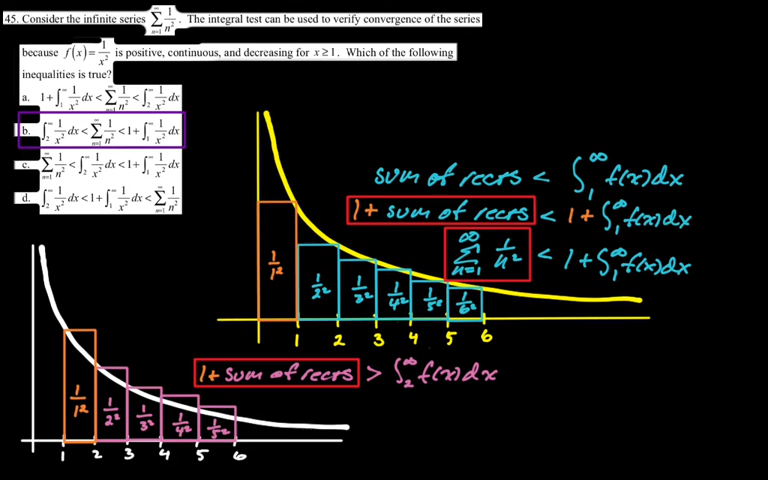 45. Consider the infinite series ∑_{n=1}^{∞} 1/n². The integral test can be used to verify convergence of the series
because f(x)=1/x² is positive, continuous, and decreasing for x≥1. Which of the following
inequalities is true?
a. 1+∫_1^∞ 1/x² dx < ∑_{n=1}^{∞} 1/n² < ∫_2^∞ 1/x² dx
b. ∫_2^∞ 1/x² dx < ∑_{n=1}^{∞} 1/n² < 1+∫_1^∞ 1/x² dx
c. ∑_{n=1}^{∞} 1/n² < ∫_2^∞ 1/x² dx < 1+∫_1^∞ 1/x² dx
d. ∫_2^∞ 1/x² dx < 1+∫_1^∞ 1/x² dx < ∑_{n=1}^{∞} 1/n²
sum of recrs < ∫_1^∞ f(x)dx
1+ sum of recrs < 1+ ∫_1^∞ f(x)dx
∑_{n=1}^{∞} 1/n² < 1+∫_1^∞ f(x)dx
1/1² 1/2² 1/3² 1/4² 1/5² 1/6²
1 2 3 4 5 6
1+ sum of recrs > ∫_2^∞ f(x)dx
1/1² 1/2² 1/3² 1/4² 1/5²
1 2 3 4 5 6